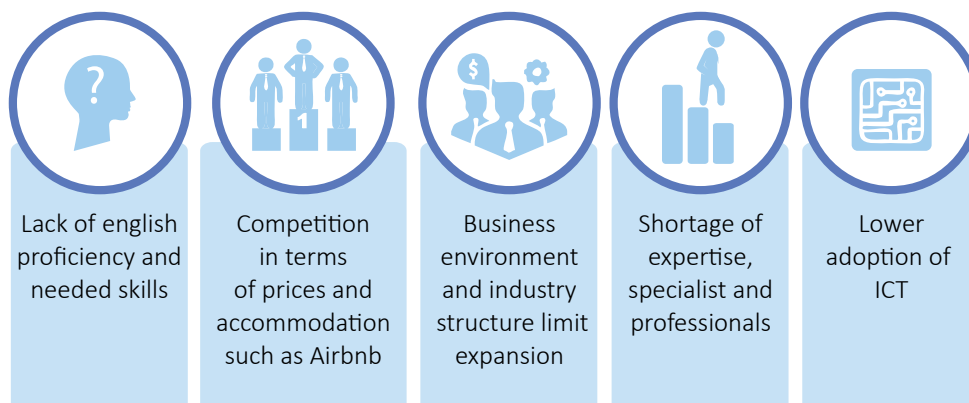 ?
1
$
Lack of english
proficiency and
needed skills
Competition
in terms
of prices and
accommodation
such as Airbnb
Business
environment
and industry
structure limit
expansion
Shortage of
expertise,
specialist and
professionals
Lower
adoption of
ICT